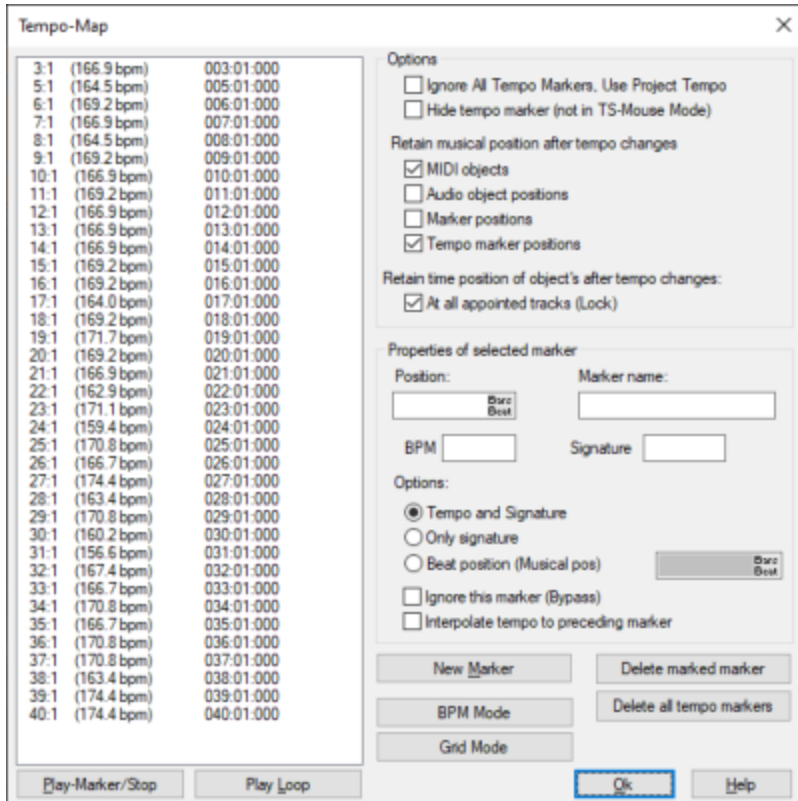 Tempo-Map
3:1 (166.9 bpm) 003:01:000
5:1 (164.5 bpm) 005:01:000
6:1 (169.2 bpm) 006:01:000
7:1 (166.9 bpm) 007:01:000
8:1 (164.5 bpm) 008:01:000
9:1 (169.2 bpm) 009:01:000
10:1 (166.9 bpm) 010:01:000
11:1 (169.2 bpm) 011:01:000
12:1 (166.9 bpm) 012:01:000
13:1 (166.9 bpm) 013:01:000
14:1 (166.9 bpm) 014:01:000
15:1 (169.2 bpm) 015:01:000
16:1 (169.2 bpm) 016:01:000
17:1 (164.0 bpm) 017:01:000
18:1 (169.2 bpm) 018:01:000
19:1 (171.7 bpm) 019:01:000
20:1 (169.2 bpm) 020:01:000
21:1 (166.9 bpm) 021:01:000
22:1 (162.9 bpm) 022:01:000
23:1 (171.1 bpm) 023:01:000
24:1 (159.4 bpm) 024:01:000
25:1 (170.8 bpm) 025:01:000
26:1 (166.7 bpm) 026:01:000
27:1 (174.4 bpm) 027:01:000
28:1 (163.4 bpm) 028:01:000
29:1 (170.8 bpm) 029:01:000
30:1 (160.2 bpm) 030:01:000
31:1 (156.6 bpm) 031:01:000
32:1 (167.4 bpm) 032:01:000
33:1 (166.7 bpm) 033:01:000
34:1 (170.8 bpm) 034:01:000
35:1 (166.7 bpm) 035:01:000
36:1 (170.8 bpm) 036:01:000
37:1 (170.8 bpm) 037:01:000
38:1 (163.4 bpm) 038:01:000
39:1 (174.4 bpm) 039:01:000
40:1 (174.4 bpm) 040:01:000
Play-Marker/Stop Play Loop
Options
Ignore All Tempo Markers, Use Project Tempo
Hide tempo marker (not in TS-Mouse Mode)
Retain musical position after tempo changes
MIDI objects
Audio object positions
Marker positions
Tempo marker positions
Retain time position of object's after tempo changes:
At all appointed tracks (Lock)
Properties of selected marker
Position: Marker name:
Bars
Beat
BPM Signature
Options:
Tempo and Signature
Only signature
Beat position (Musical pos)
Bars
Beat
Ignore this marker (Bypass)
Interpolate tempo to preceding marker
New Marker Delete marked marker
BPM Mode Delete all tempo markers
Grid Mode
Ok Help